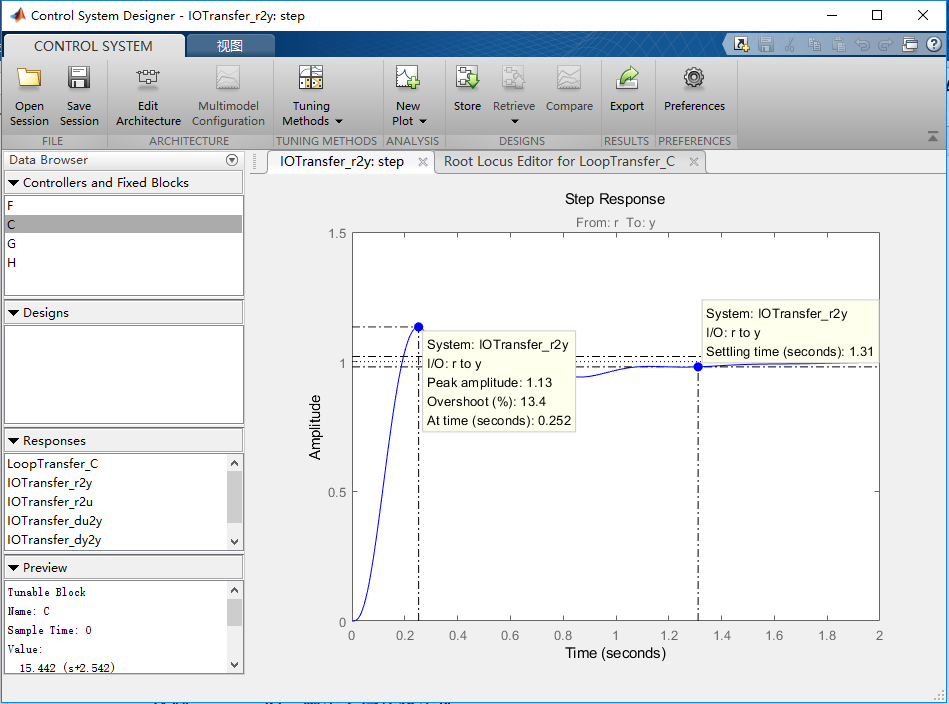 Control System Designer - IOTransfer_r2y: step
CONTROL SYSTEM
视图
Open Session
Save Session
Edit Architecture
Multimodel Configuration
Tuning Methods
New Plot
Store
Retrieve
Compare
Export
Preferences
FILE
ARCHITECTURE
TUNING METHODS
ANALYSIS
DESIGNS
RESULTS
PREFERENCES
Data Browser
Controllers and Fixed Blocks
F
C
G
H
Designs
Responses
LoopTransfer_C
IOTransfer_r2y
IOTransfer_r2u
IOTransfer_du2y
IOTransfer_dy2y
Preview
Tunable Block
Name: C
Sample Time: 0
Value:
15.442 (s+2.542)
IOTransfer_r2y: step
Root Locus Editor for LoopTransfer_C
Step Response
From: r To: y
Amplitude
1.5
1
0.5
0
System: IOTransfer_r2y
I/O: r to y
Peak amplitude: 1.13
Overshoot (%): 13.4
At time (seconds): 0.252
System: IOTransfer_r2y
I/O: r to y
Settling time (seconds): 1.31
0 0.2 0.4 0.6 0.8 1 1.2 1.4 1.6 1.8 2
Time (seconds)